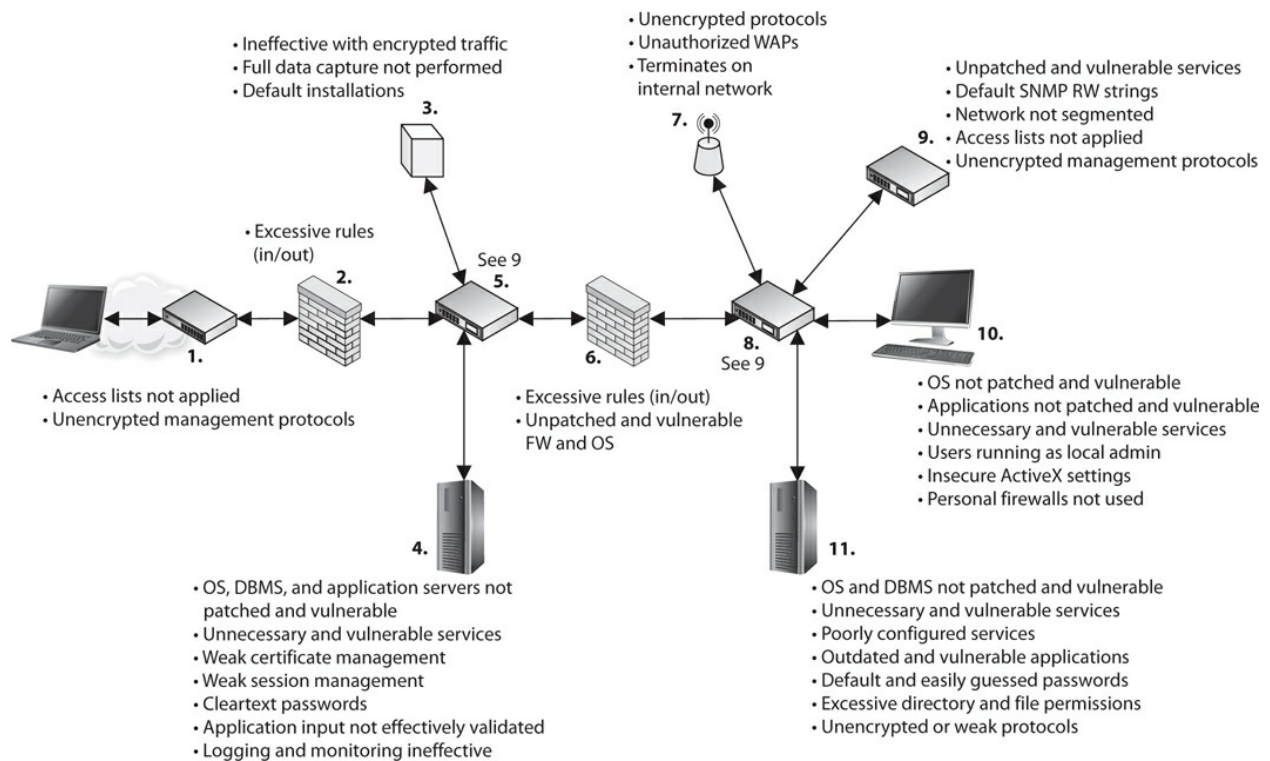 • Ineffective with encrypted traffic
• Full data capture not performed
• Default installations
3.
• Unencrypted protocols
• Unauthorized WAPs
• Terminates on
internal network
7.
• Unpatched and vulnerable services
• Default SNMP RW strings
• Network not segmented
9.
• Access lists not applied
• Unencrypted management protocols
• Excessive rules
(in/out)
2.
See 9
5.
1.
• Access lists not applied
• Unencrypted management protocols
6.
• Excessive rules (in/out)
• Unpatched and vulnerable
FW and OS
8.
See 9
10.
• OS not patched and vulnerable
• Applications not patched and vulnerable
• Unnecessary and vulnerable services
• Users running as local admin
• Insecure ActiveX settings
• Personal firewalls not used
4.
• OS, DBMS, and application servers not
patched and vulnerable
• Unnecessary and vulnerable services
• Weak certificate management
• Weak session management
• Cleartext passwords
• Application input not effectively validated
• Logging and monitoring ineffective
11.
• OS and DBMS not patched and vulnerable
• Unnecessary and vulnerable services
• Poorly configured services
• Outdated and vulnerable applications
• Default and easily guessed passwords
• Excessive directory and file permissions
• Unencrypted or weak protocols